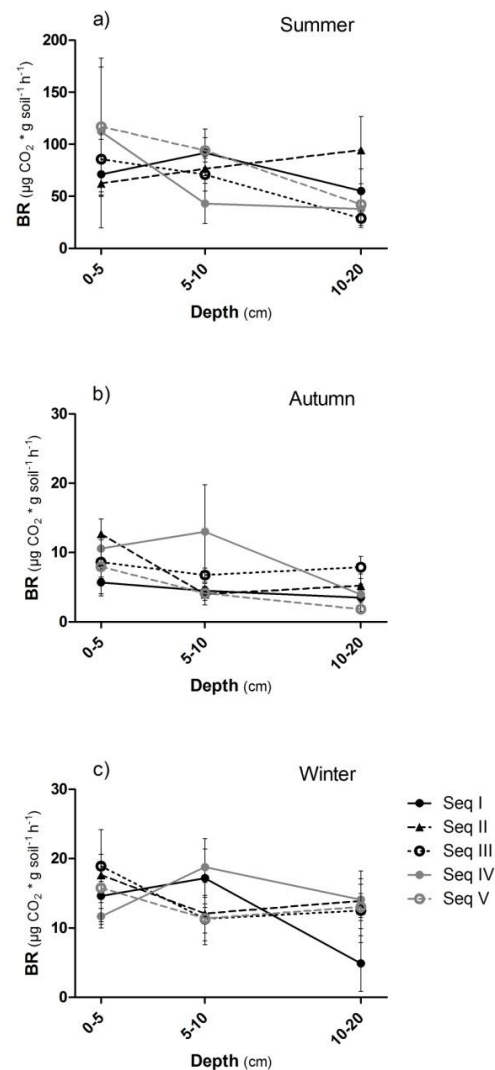 a)
Summer
200
150
100
50
0
BR (µg CO₂ * g soil⁻¹ h⁻¹)
0-5
5-10
10-20
Depth (cm)
b)
Autumn
30
20
10
0
BR (µg CO₂ * g soil⁻¹ h⁻¹)
0-5
5-10
10-20
Depth (cm)
c)
Winter
30
20
10
0
BR (µg CO₂ * g soil⁻¹ h⁻¹)
0-5
5-10
10-20
Depth (cm)
Seq I
Seq II
Seq III
Seq IV
Seq V